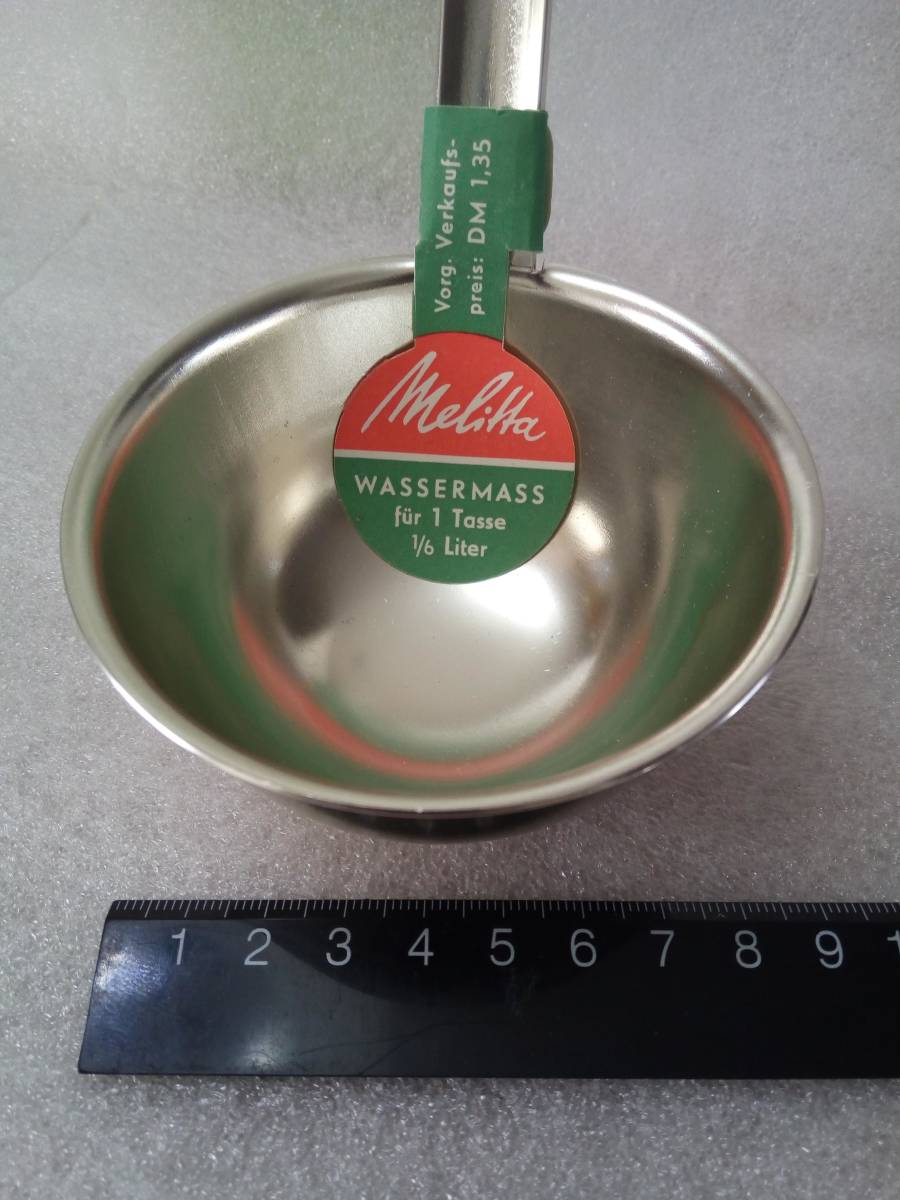 Vorg. Verkaufs-
preis: DM 1,35
Melitta
WASSERMASS
für 1 Tasse
1/6 Liter
1 2 3 4 5 6 7 8 9